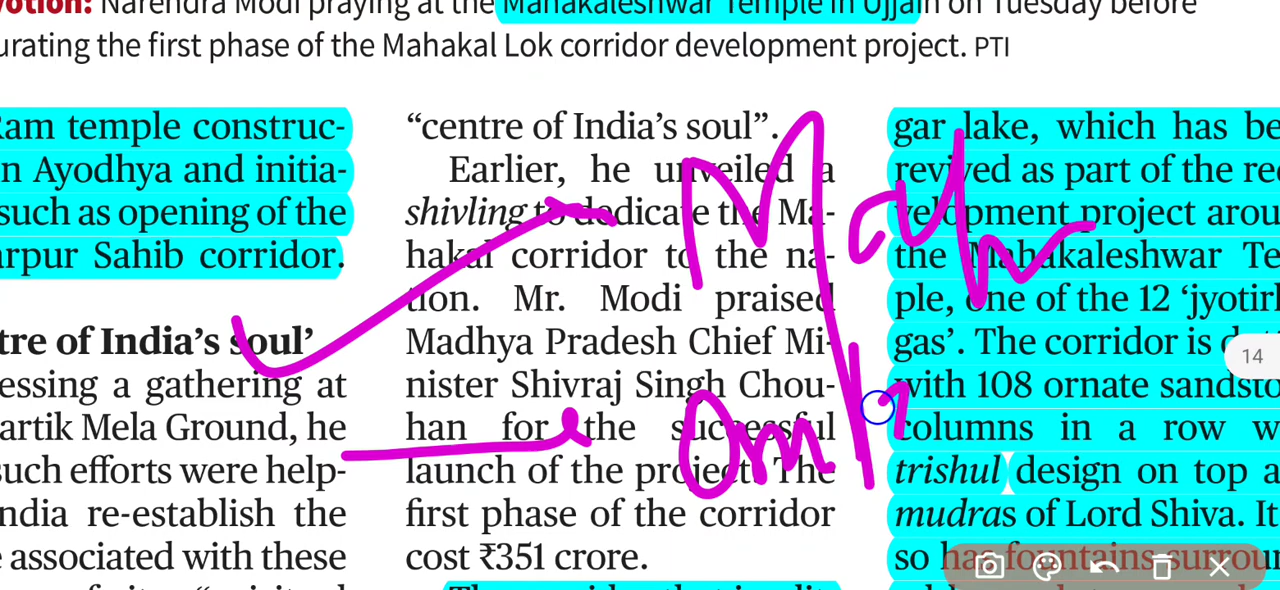 votion: Narendra Modi praying at the Mahakaleshwar Temple in Ujjain on Tuesday before
urating the first phase of the Mahakal Lok corridor development project. PTI
Ram temple construc-
n Ayodhya and initia-
such as opening of the
arpur Sahib corridor.
tre of India's soul'
essing a gathering at
artik Mela Ground, he
such efforts were help-
ndia re-establish the
e associated with these
“centre of India's soul”.
Earlier, he unveiled a
shivling to dedicate the Ma-
hakal corridor to the na-
tion. Mr. Modi praised
Madhya Pradesh Chief Mi-
nister Shivraj Singh Chou-
han for the successful
launch of the project. The
first phase of the corridor
cost ₹351 crore.
gar lake, which has be
revived as part of the red
velopment project arou
the Mahakaleshwar Te
ple, one of the 12 ‘jyotirl
gas’. The corridor is
with 108 ornate sandsto
columns in a row w
trishul design on top a
mudras of Lord Shiva. It
so has fountains surroun
Mah
Omk
14